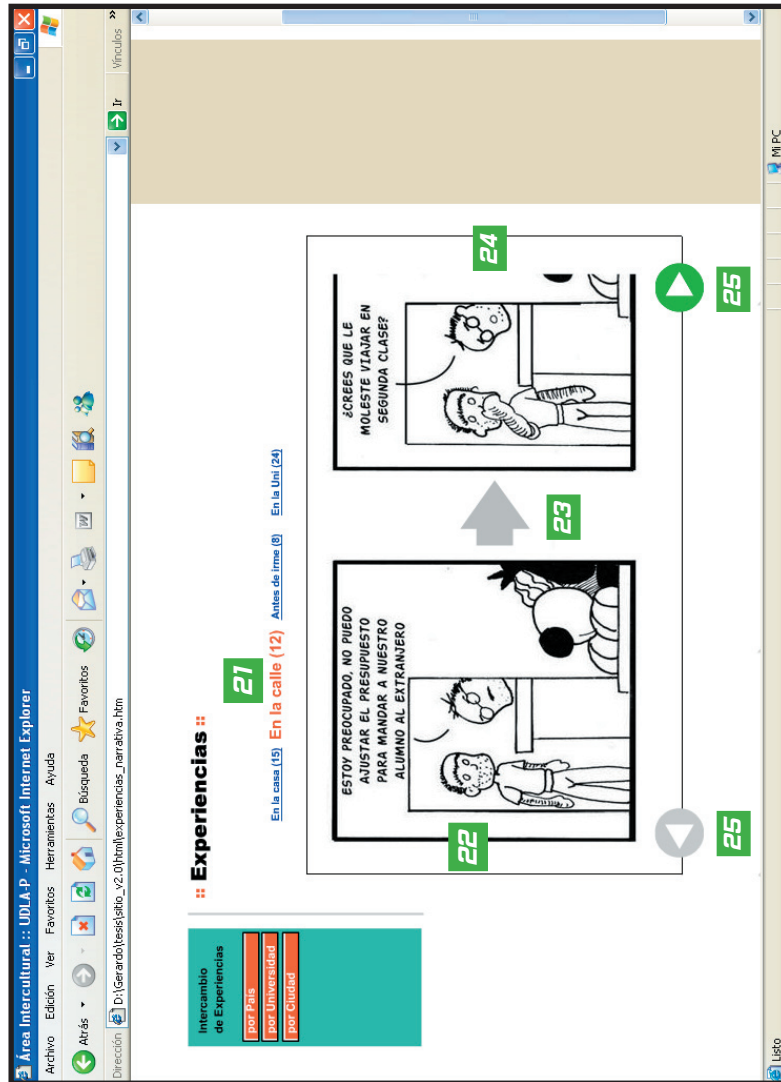 Área Intercultural :: UDLA-P - Microsoft Internet Explorer
Archivo Edición Ver Favoritos Herramientas Ayuda
Atrás Búsqueda Favoritos
Dirección D:\Gerardo\tesis\sitio_v2.0\html\experiencias_narrativa.htm Ir Vínculos »
Intercambio
de Experiencias
por País
por Universidad
por Ciudad
:: Experiencias ::
21
En la casa (15) En la calle (12) Antes de irme (8) En la Uni (24)
22
ESTOY PREOCUPADO, NO PUEDO
AJUSTAR EL PRESUPUESTO
PARA MANDAR A NUESTRO
ALUMNO AL EXTRANJERO
23
¿CREES QUE LE
MOLESTE VIAJAR EN
SEGUNDA CLASE?
24
25
25
Listo Mi PC